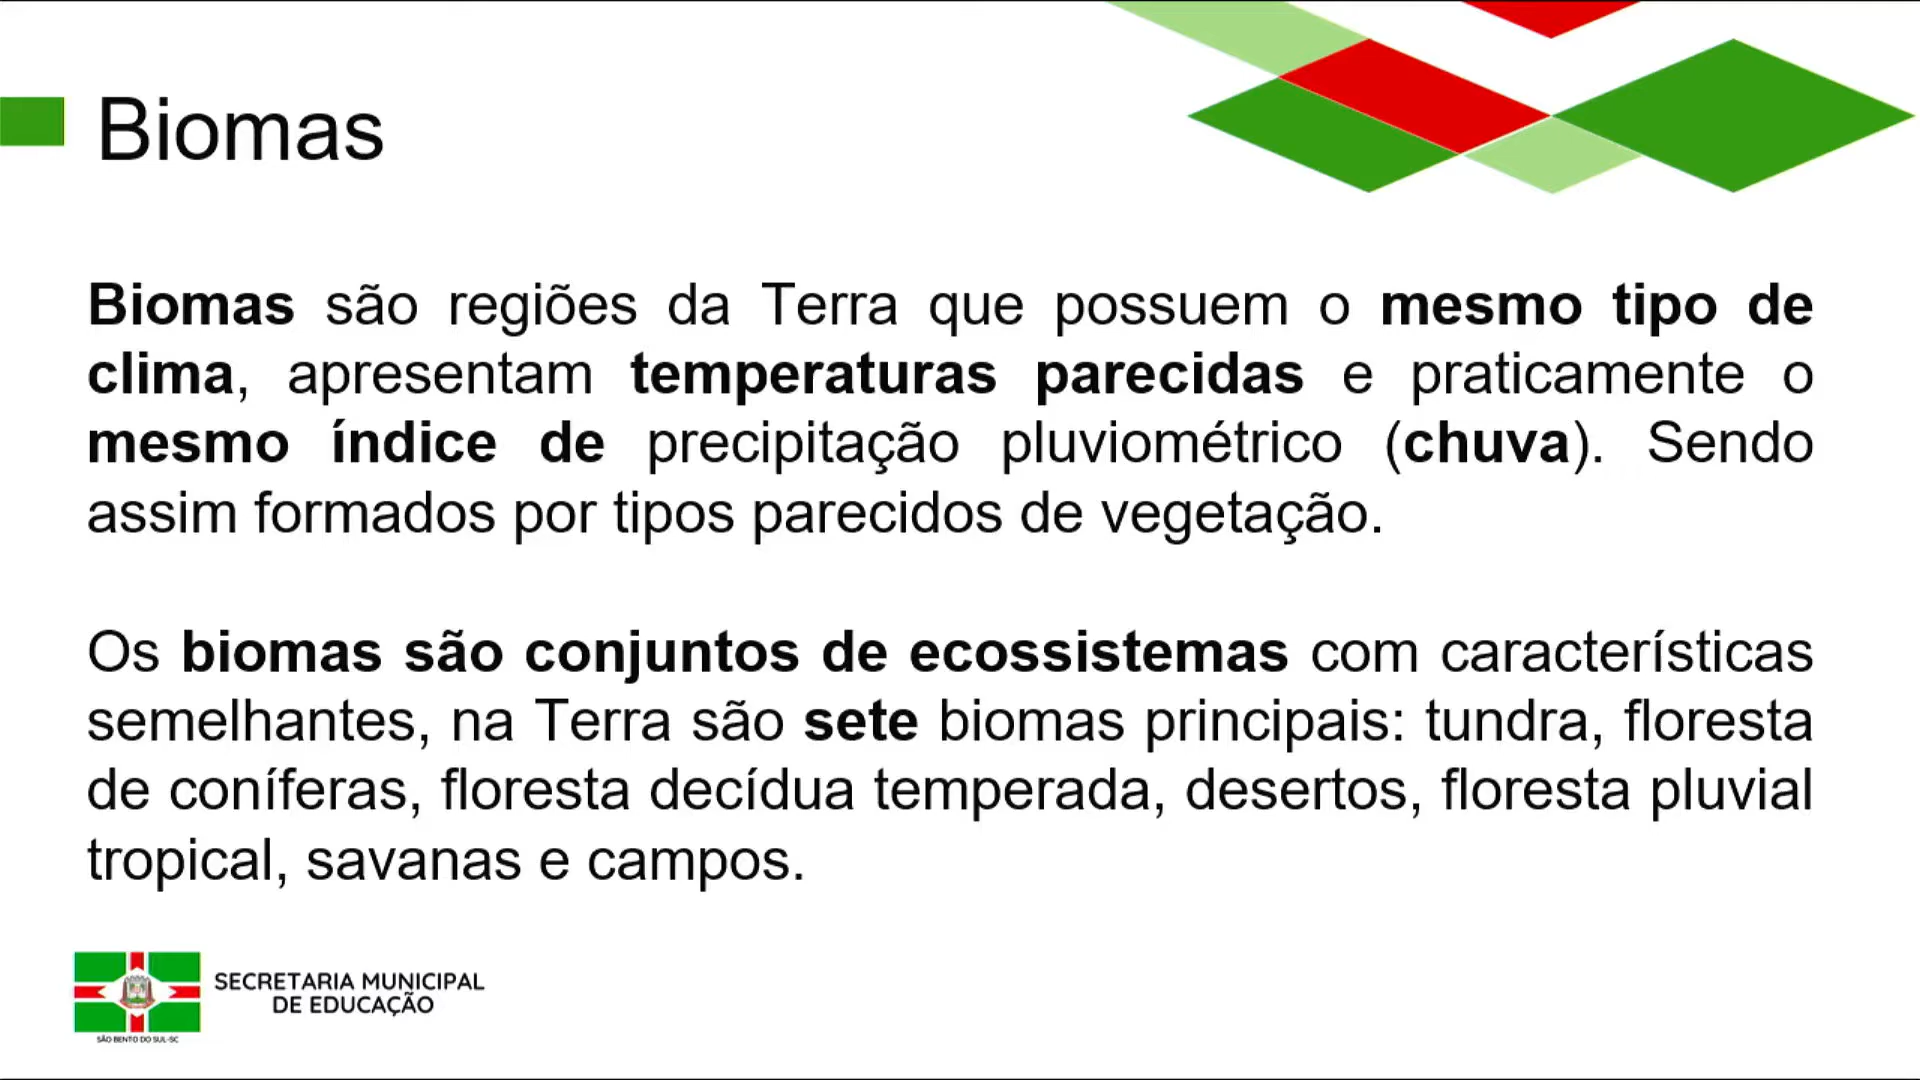 Biomas
Biomas são regiões da Terra que possuem o mesmo tipo de
clima, apresentam temperaturas parecidas e praticamente o
mesmo índice de precipitação pluviométrico (chuva). Sendo
assim formados por tipos parecidos de vegetação.
Os biomas são conjuntos de ecossistemas com características
semelhantes, na Terra são sete biomas principais: tundra, floresta
de coníferas, floresta decídua temperada, desertos, floresta pluvial
tropical, savanas e campos.
SECRETARIA MUNICIPAL
DE EDUCAÇÃO
SÃO BENTO DO SUL-SC